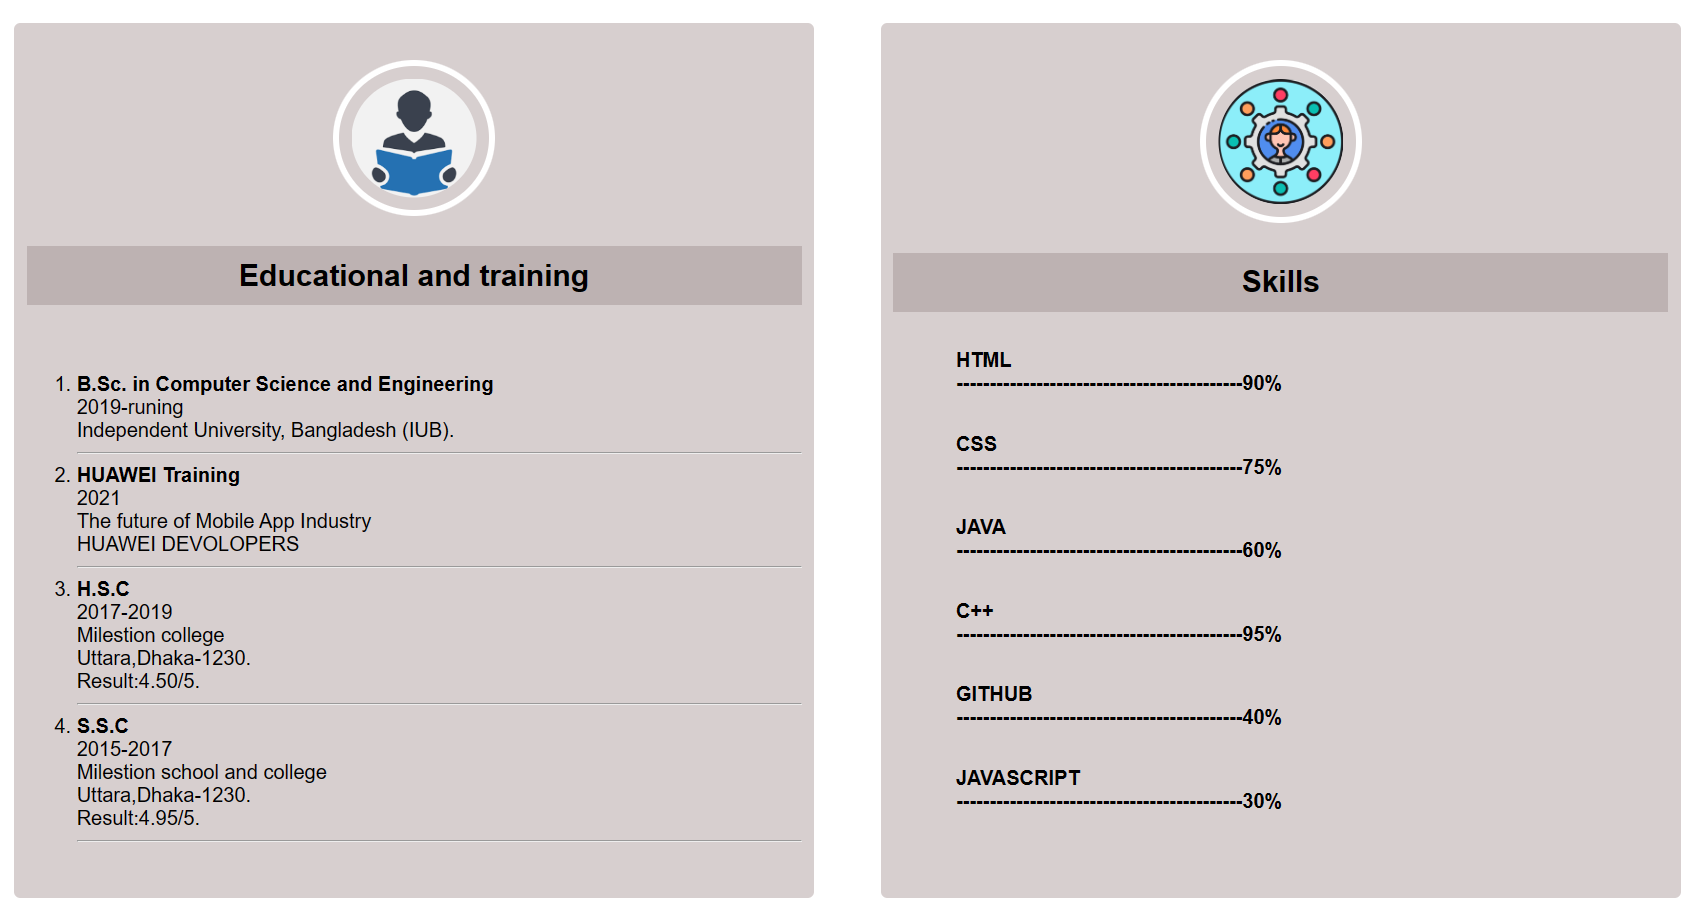 Educational and training
1. B.Sc. in Computer Science and Engineering
2019-runing
Independent University, Bangladesh (IUB).
2. HUAWEI Training
2021
The future of Mobile App Industry
HUAWEI DEVOLOPERS
3. H.S.C
2017-2019
Milestion college
Uttara,Dhaka-1230.
Result:4.50/5.
4. S.S.C
2015-2017
Milestion school and college
Uttara,Dhaka-1230.
Result:4.95/5.
Skills
HTML
-------------------------------------------90%
CSS
-------------------------------------------75%
JAVA
-------------------------------------------60%
C++
-------------------------------------------95%
GITHUB
-------------------------------------------40%
JAVASCRIPT
-------------------------------------------30%